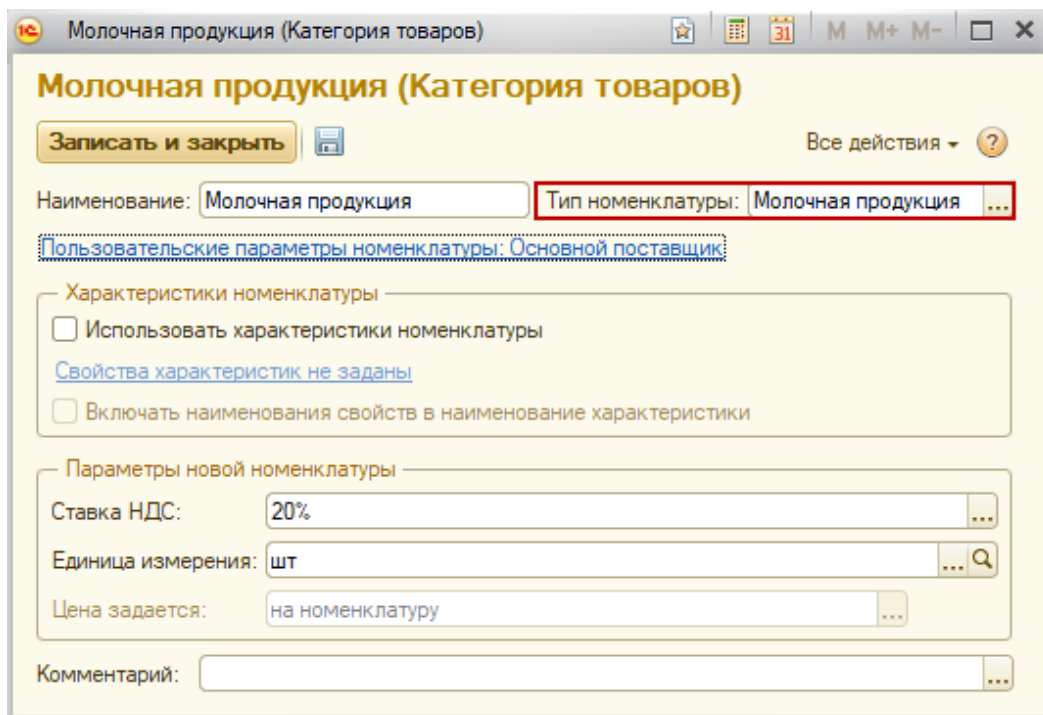 1С Молочная продукция (Категория товаров) 31 M M+ M-
Молочная продукция (Категория товаров)
Записать и закрыть Все действия ?
Наименование: Молочная продукция Тип номенклатуры: Молочная продукция ...
Пользовательские параметры номенклатуры: Основной поставщик
Характеристики номенклатуры
Использовать характеристики номенклатуры
Свойства характеристик не заданы
Включать наименования свойств в наименование характеристики
Параметры новой номенклатуры
Ставка НДС: 20% ...
Единица измерения: шт ...
Цена задается: на номенклатуру ...
Комментарий: ...